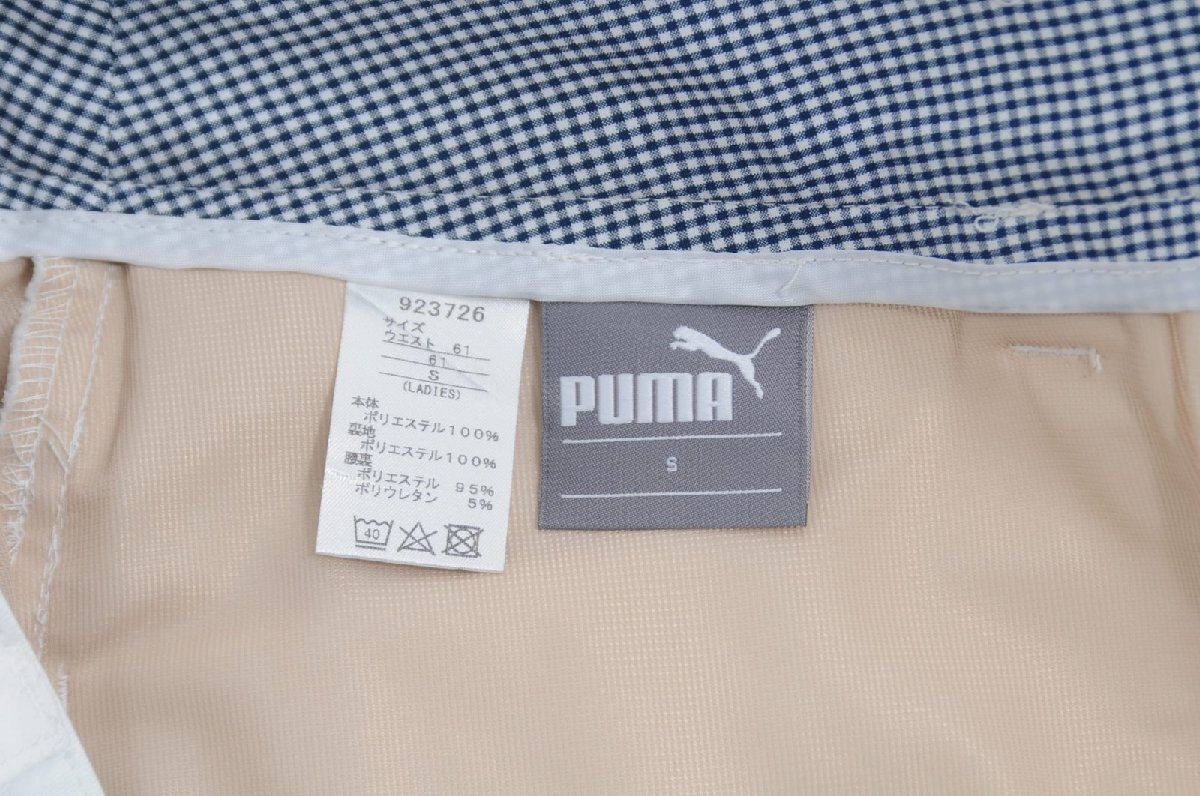 923726
サイズ
ウエスト 61
61
S
(LADIES)
本体
ポリエステル100%
裏地
ポリエステル100%
腰裏
ポリエステル 95%
ポリウレタン 5%
40
PUMA
S